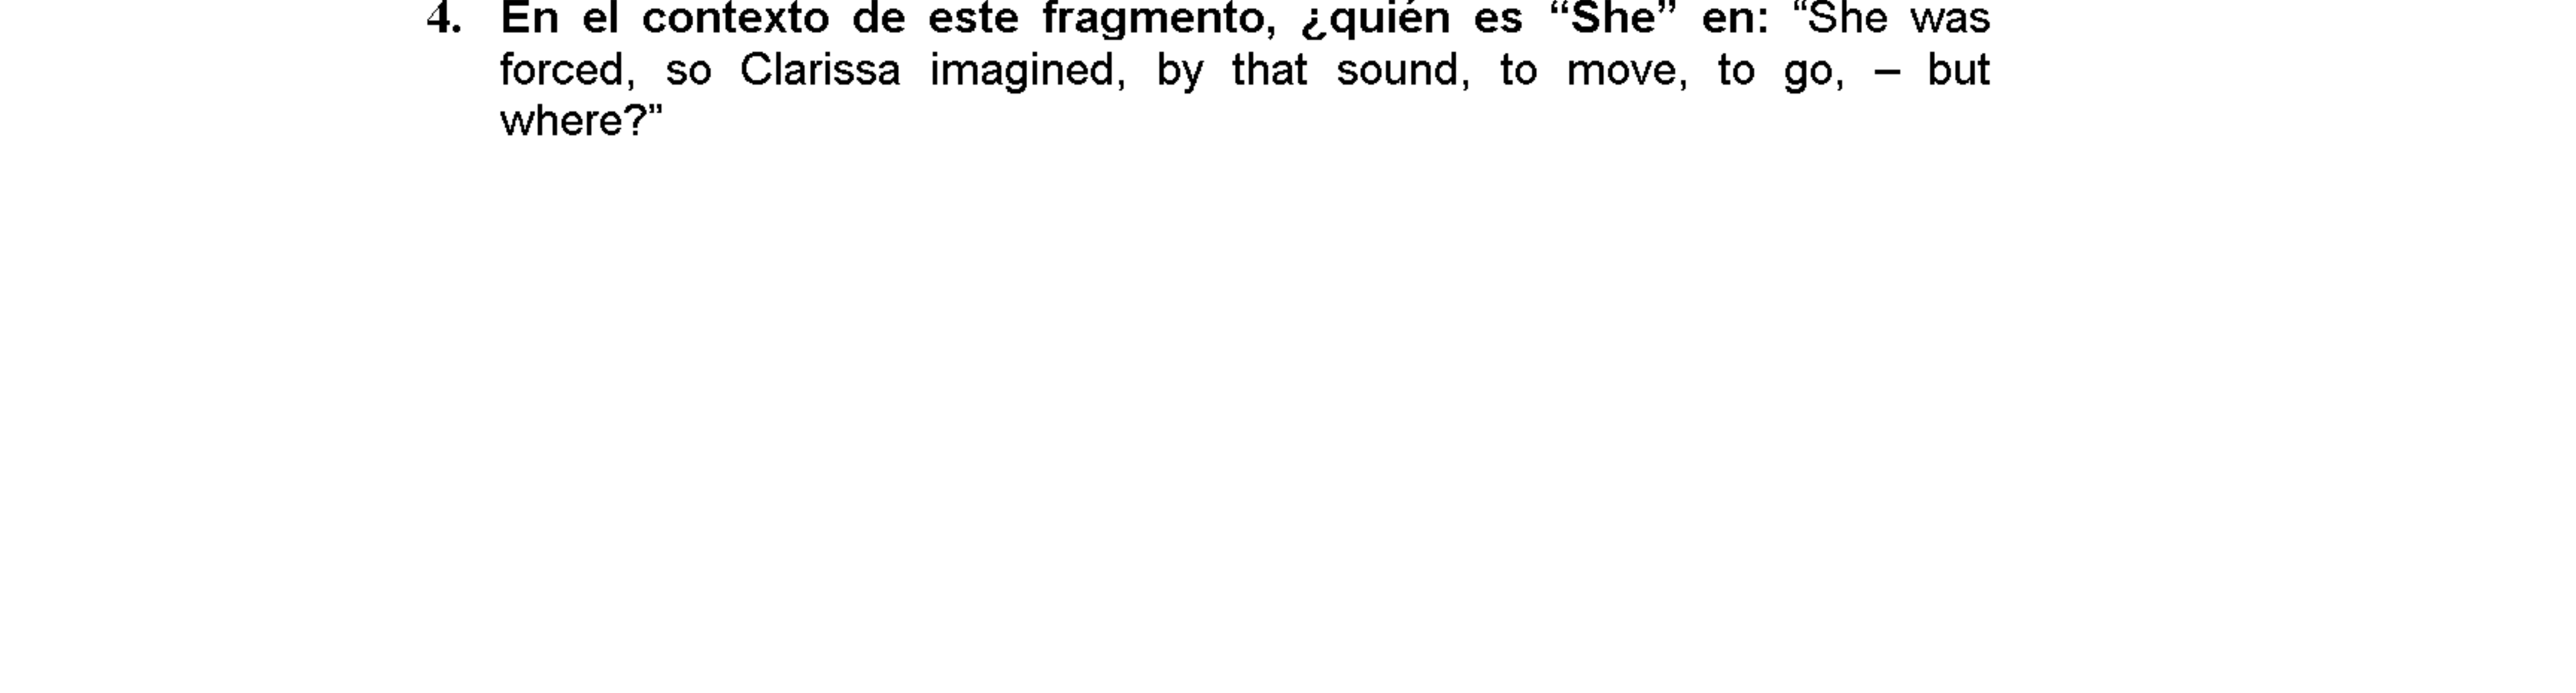 4. En el contexto de este fragmento, ¿quién es “She” en: “She was
forced, so Clarissa imagined, by that sound, to move, to go, – but
where?”